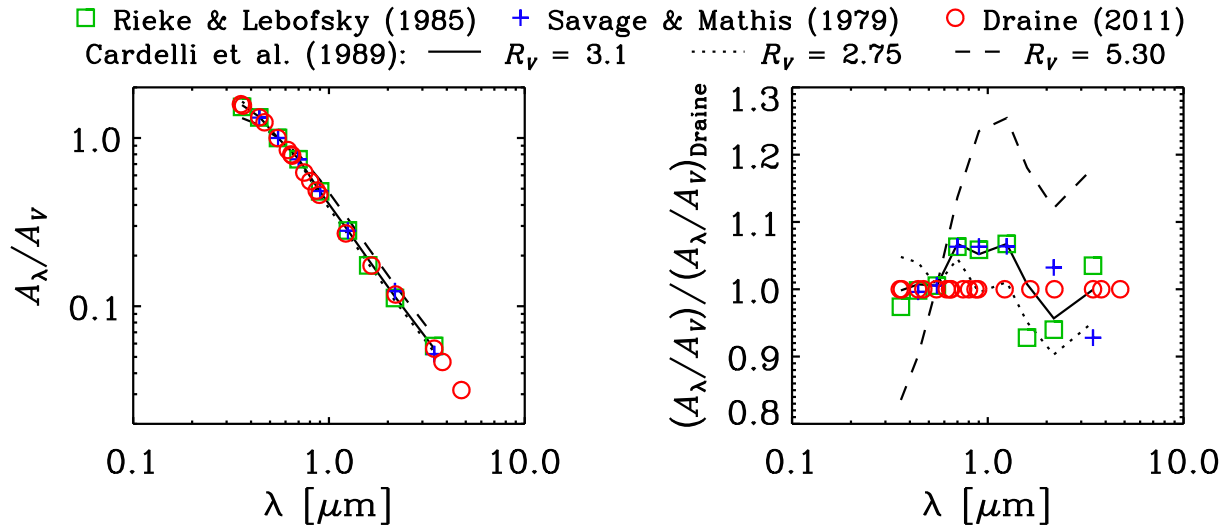 Rieke & Lebofsky (1985) Savage & Mathis (1979) Draine (2011)
Cardelli et al. (1989): R_V = 3.1 R_V = 2.75 R_V = 5.30
A_λ/A_V
1.0
0.1
0.1 1.0 10.0
λ [μm]
(A_λ/A_V)/(A_λ/A_V)_Draine
1.3
1.2
1.1
1.0
0.9
0.8
0.1 1.0 10.0
λ [μm]